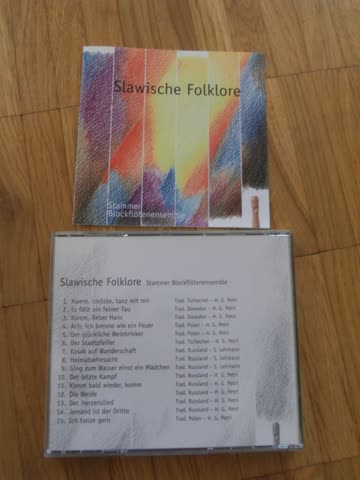 Slawische Folklore
Stammer
Blockflötenensemble
Slawische Folklore Stammer Blockflötenensemble
1. Komm, Liebste, tanz mit mir Trad. Tschechei - H. G. Petri
2. Es fällt ein feiner Tau Trad. Slowakei - H. G. Petri
3. Komm, lieber Hans Trad. Slowakei - H. G. Petri
4. Ach, ich brenne wie ein Feuer Trad. Polen - H. G. Petri
5. Der glückliche Weintrinker Trad. Polen - H. G. Petri
6. Der Stadtpfeifer Trad. Tschechei - H. G. Petri
7. Kosak auf Wanderschaft Trad. Russland - S. Lehmann
8. Heimatsehnsucht Trad. Russland - S. Lehmann
9. Ging zum Wasser einst ein Mädchen Trad. Russland - S. Lehmann
10. Der letzte Kampf Trad. Russland - H. G. Petri
11. Komm bald wieder, komm Trad. Russland - H. G. Petri
12. Die Weide Trad. Russland - H. G. Petri
13. Des Herzenslied Trad. Russland - H. G. Petri
14. Jemand ist der Dritte Trad. Russland - H. G. Petri
15. Ich tanze gern Trad. Polen - H. G. Petri